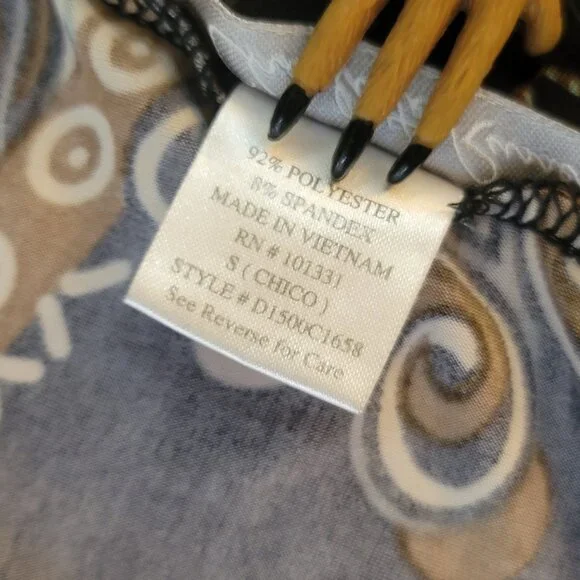 92% POLYESTER
8% SPANDEX
MADE IN VIETNAM
RN # 101331
S ( CHICO )
STYLE # D1500C1658
See Reverse for Care